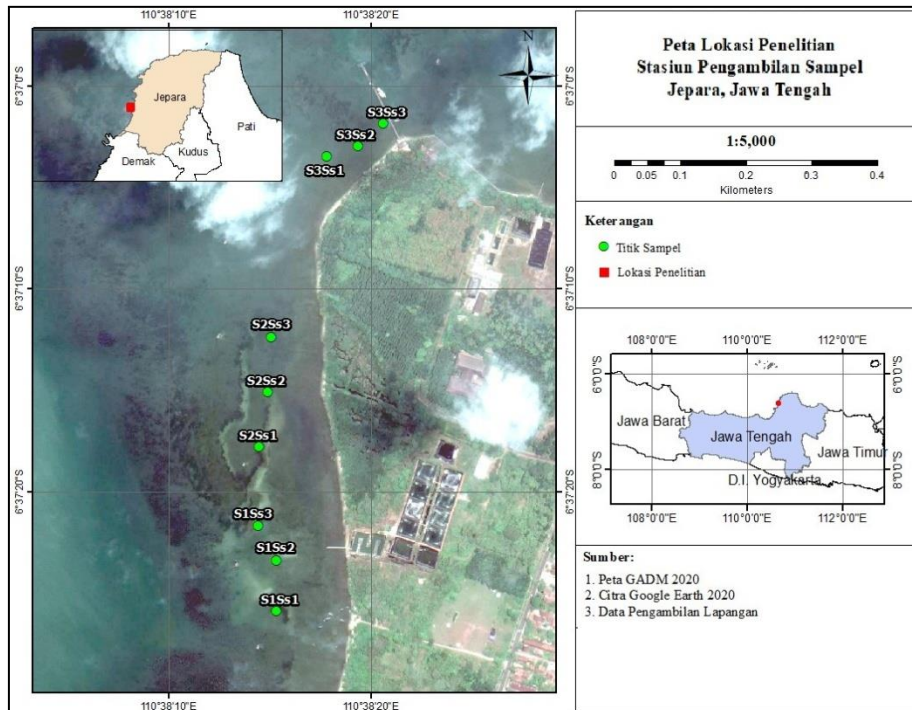 110°38'10"E
110°38'20"E
N
Jepara
Pati
Kudus
Demak
6°37'0"S
6°37'0"S
S3Ss3
S3Ss2
S3Ss1
6°37'10"S
6°37'10"S
S2Ss3
S2Ss2
S2Ss1
6°37'20"S
6°37'20"S
S1Ss3
S1Ss2
S1Ss1
110°38'10"E
110°38'20"E
Peta Lokasi Penelitian
Stasiun Pengambilan Sampel
Jepara, Jawa Tengah
1:5,000
0 0.05 0.1 0.2 0.3 0.4
Kilometers
Keterangan
Titik Sampel
Lokasi Penelitian
108°0'0"E 110°0'0"E 112°0'0"E
6°0'0"S
6°0'0"S
Jawa Barat
Jawa Tengah
Jawa Timur
D.I. Yogyakarta
8°0'0"S
8°0'0"S
108°0'0"E 110°0'0"E 112°0'0"E
Sumber:
1. Peta GADM 2020
2. Citra Google Earth 2020
3. Data Pengambilan Lapangan